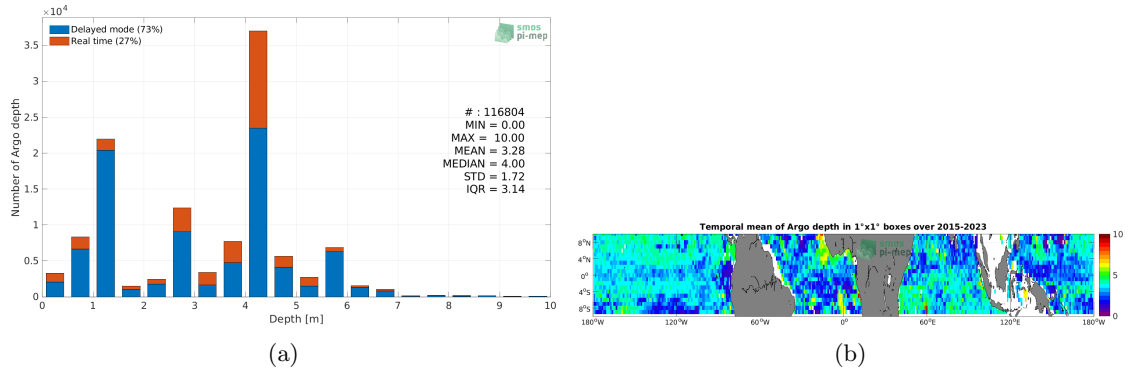 ×10⁴
Delayed mode (73%)
Real time (27%)
smos
pi-mep
3.5
3
2.5
2
1.5
1
0.5
0
Number of Argo depth
# : 116804
MIN = 0.00
MAX = 10.00
MEAN = 3.28
MEDIAN = 4.00
STD = 1.72
IQR = 3.14
0 1 2 3 4 5 6 7 8 9 10
Depth [m]
(a)
Temporal mean of Argo depth in 1°x1° boxes over 2015-2023
smos
pi-mep
8°N
4°N
0°
4°S
8°S
180°W 120°W 60°W 0° 60°E 120°E 180°W
10
5
0
(b)